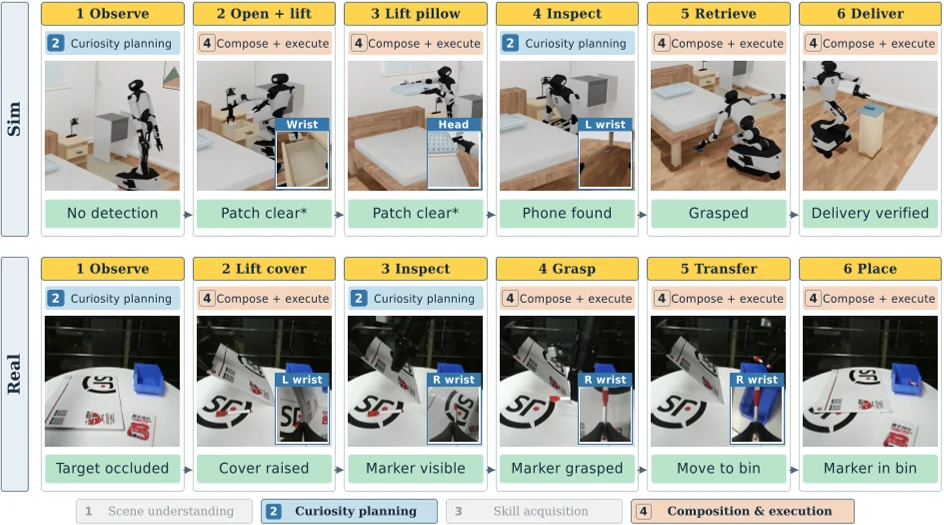 Sim
1 Observe
2 Open + lift
3 Lift pillow
4 Inspect
5 Retrieve
6 Deliver
2 Curiosity planning
4 Compose + execute
4 Compose + execute
2 Curiosity planning
4 Compose + execute
4 Compose + execute
Wrist
Head
L wrist
No detection
Patch clear*
Patch clear*
Phone found
Grasped
Delivery verified
Real
1 Observe
2 Lift cover
3 Inspect
4 Grasp
5 Transfer
6 Place
2 Curiosity planning
4 Compose + execute
2 Curiosity planning
4 Compose + execute
4 Compose + execute
4 Compose + execute
L wrist
R wrist
R wrist
R wrist
Target occluded
Cover raised
Marker visible
Marker grasped
Move to bin
Marker in bin
1 Scene understanding
2 Curiosity planning
3 Skill acquisition
4 Composition & execution